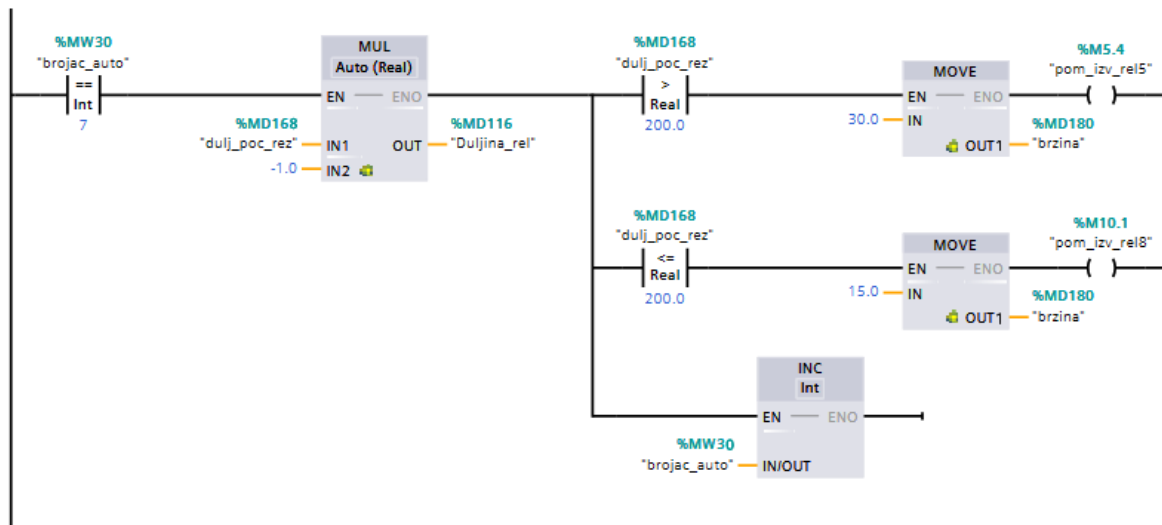 %MW30
"brojac_auto"
==
Int
7
MUL
Auto (Real)
EN
ENO
%MD168
"dulj_poc_rez"
IN1
OUT
%MD116
"Duljina_rel"
-1.0
IN2
%MD168
"dulj_poc_rez"
>
Real
200.0
MOVE
EN
ENO
30.0
IN
OUT1
%MD180
"brzina"
%M5.4
"pom_izv_rel5"
%MD168
"dulj_poc_rez"
<=
Real
200.0
MOVE
EN
ENO
15.0
IN
OUT1
%MD180
"brzina"
%M10.1
"pom_izv_rel8"
INC
Int
EN
ENO
%MW30
"brojac_auto"
IN/OUT